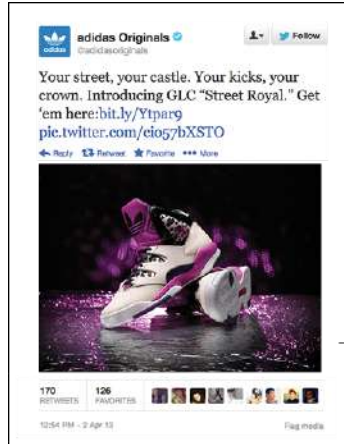 adidas Originals
@adidasoriginals
Follow
adidas
Your street, your castle. Your kicks, your
crown. Introducing GLC “Street Royal.” Get
‘em here:bit.ly/Ytpar9
pic.twitter.com/eio57bXSTO
Reply Retweet Favorite More
170 126
RETWEETS FAVORITES
12:54 PM - 2 Apr 13 Flag media